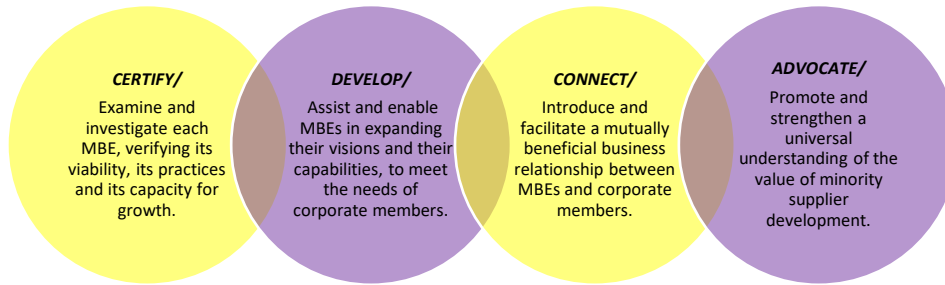 CERTIFY/
Examine and
investigate each
MBE, verifying its
viability, its practices
and its capacity for
growth.
DEVELOP/
Assist and enable
MBEs in expanding
their visions and their
capabilities, to meet
the needs of
corporate members.
CONNECT/
Introduce and
facilitate a mutually
beneficial business
relationship between
MBEs and corporate
members.
ADVOCATE/
Promote and
strengthen a
universal
understanding of the
value of minority
supplier
development.